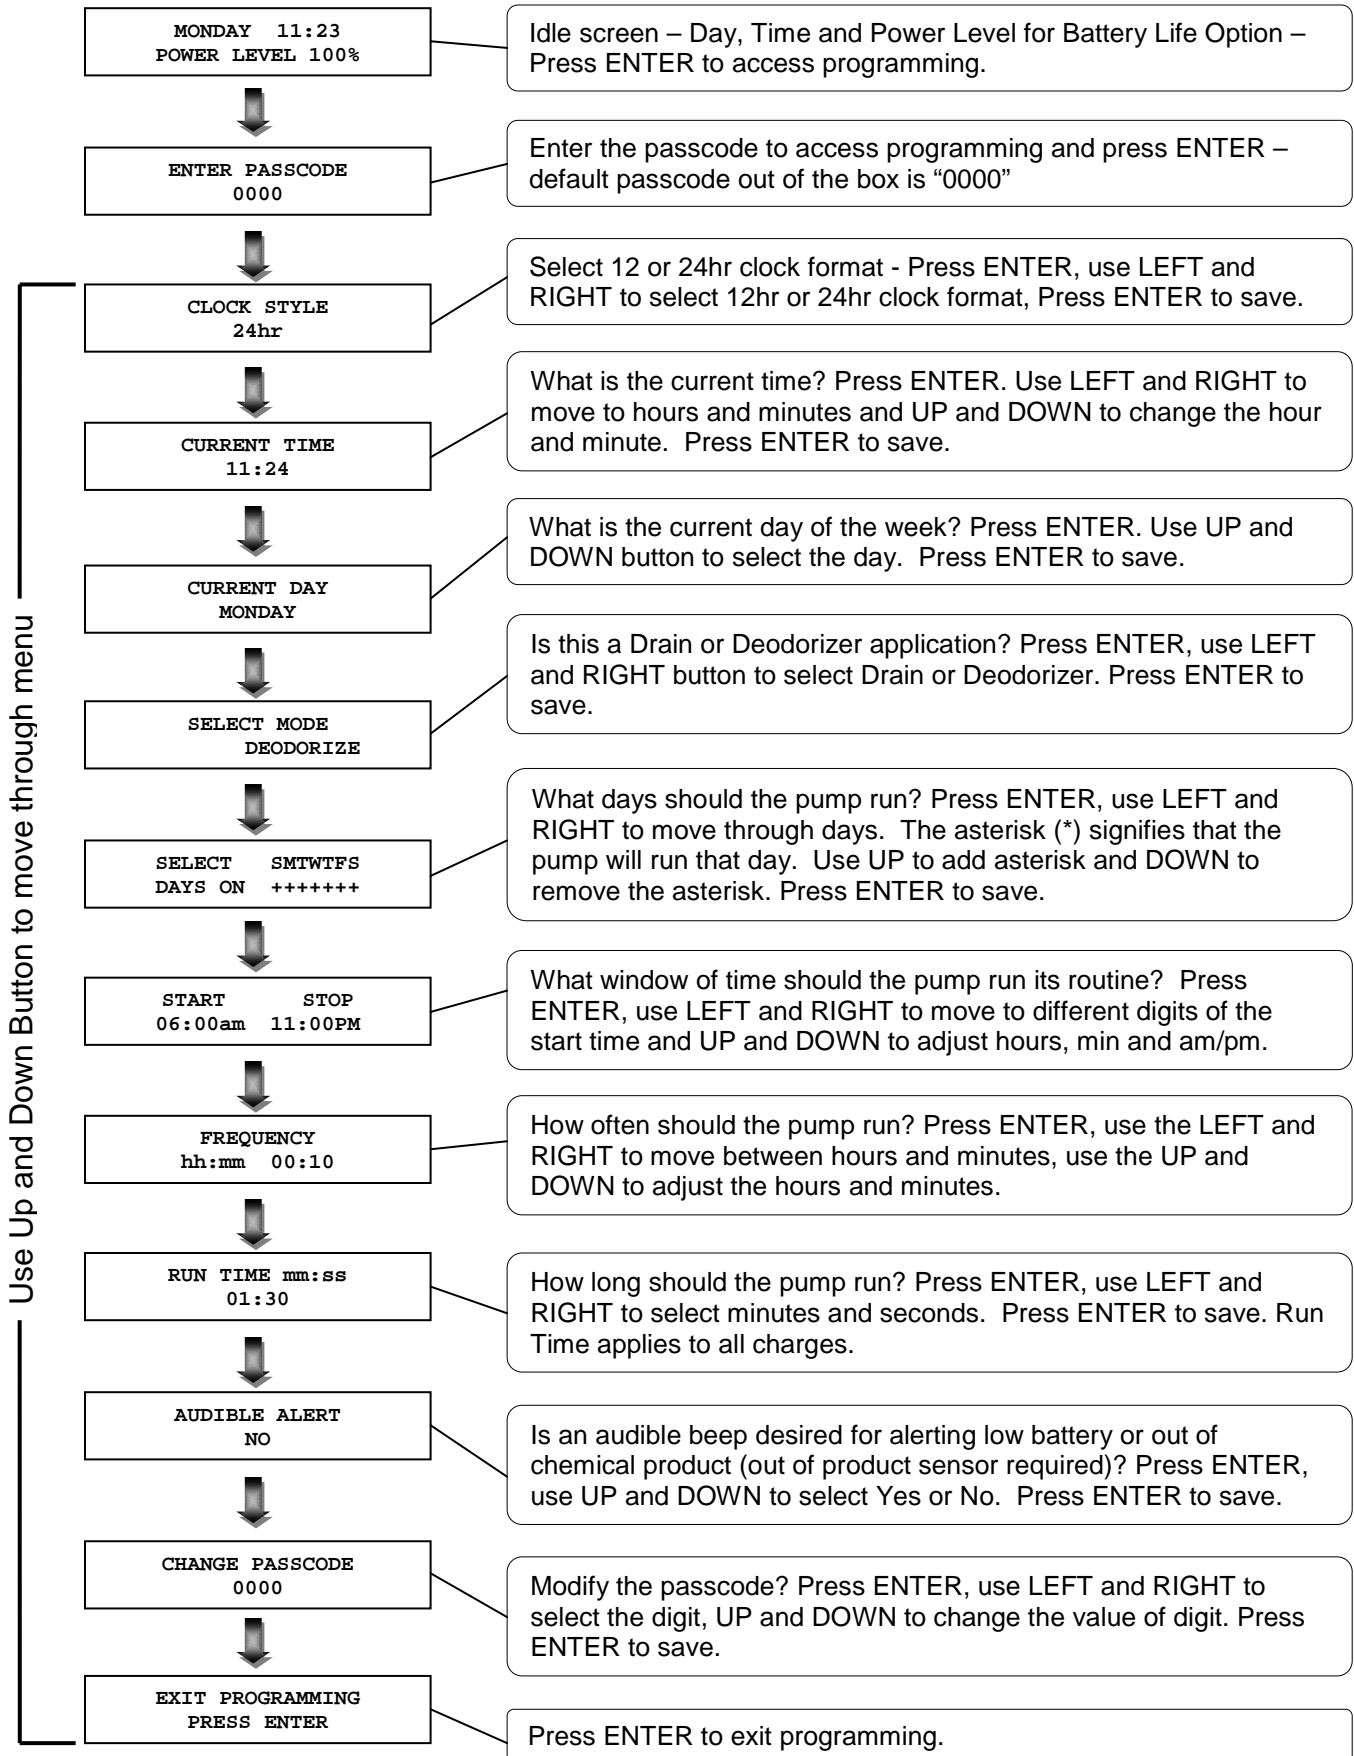 MONDAY 11:23
POWER LEVEL 100%
Idle screen – Day, Time and Power Level for Battery Life Option –
Press ENTER to access programming.
ENTER PASSCODE
0000
Enter the passcode to access programming and press ENTER –
default passcode out of the box is “0000”
Use Up and Down Button to move through menu
CLOCK STYLE
24hr
Select 12 or 24hr clock format - Press ENTER, use LEFT and
RIGHT to select 12hr or 24hr clock format, Press ENTER to save.
CURRENT TIME
11:24
What is the current time? Press ENTER. Use LEFT and RIGHT to
move to hours and minutes and UP and DOWN to change the hour
and minute. Press ENTER to save.
CURRENT DAY
MONDAY
What is the current day of the week? Press ENTER. Use UP and
DOWN button to select the day. Press ENTER to save.
SELECT MODE
DEODORIZE
Is this a Drain or Deodorizer application? Press ENTER, use LEFT
and RIGHT button to select Drain or Deodorizer. Press ENTER to
save.
SELECT SMTWTFS
DAYS ON +++++++
What days should the pump run? Press ENTER, use LEFT and
RIGHT to move through days. The asterisk (*) signifies that the
pump will run that day. Use UP to add asterisk and DOWN to
remove the asterisk. Press ENTER to save.
START STOP
06:00am 11:00PM
What window of time should the pump run its routine? Press
ENTER, use LEFT and RIGHT to move to different digits of the
start time and UP and DOWN to adjust hours, min and am/pm.
FREQUENCY
hh:mm 00:10
How often should the pump run? Press ENTER, use the LEFT and
RIGHT to move between hours and minutes, use the UP and
DOWN to adjust the hours and minutes.
RUN TIME mm:ss
01:30
How long should the pump run? Press ENTER, use LEFT and
RIGHT to select minutes and seconds. Press ENTER to save. Run
Time applies to all charges.
AUDIBLE ALERT
NO
Is an audible beep desired for alerting low battery or out of
chemical product (out of product sensor required)? Press ENTER,
use UP and DOWN to select Yes or No. Press ENTER to save.
CHANGE PASSCODE
0000
Modify the passcode? Press ENTER, use LEFT and RIGHT to
select the digit, UP and DOWN to change the value of digit. Press
ENTER to save.
EXIT PROGRAMMING
PRESS ENTER
Press ENTER to exit programming.